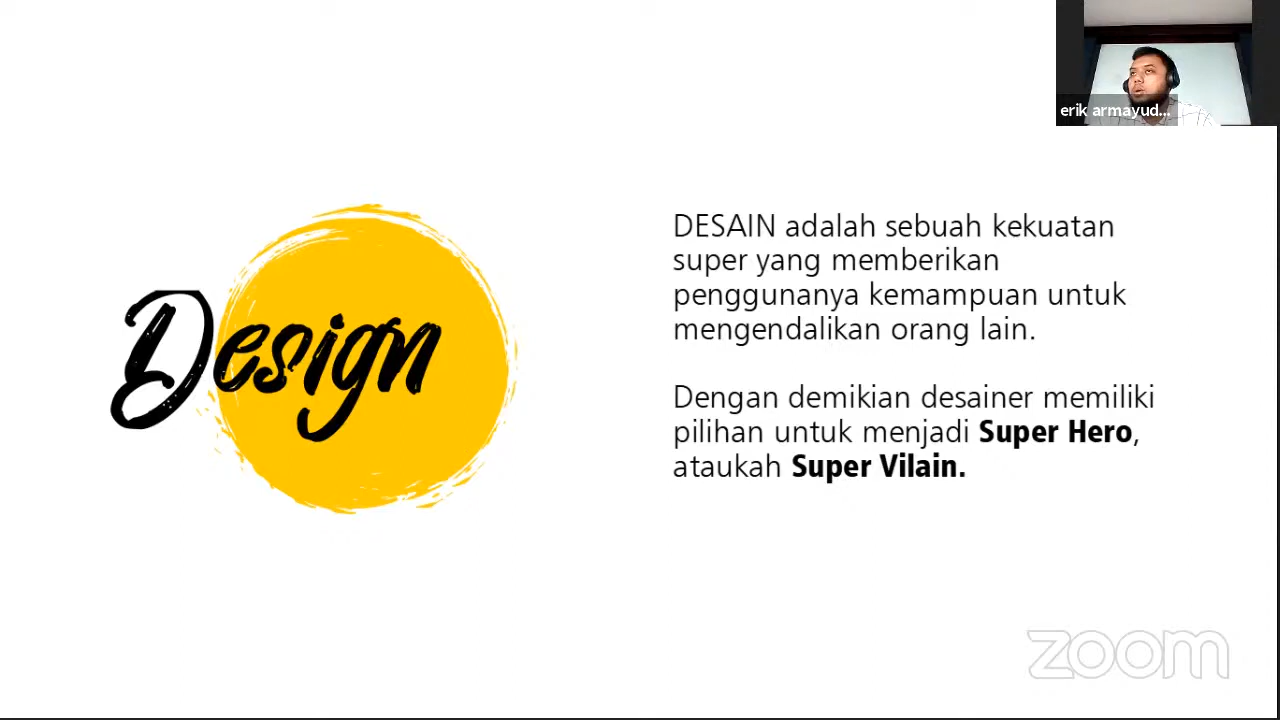 erik armayud...
Design
DESAIN adalah sebuah kekuatan
super yang memberikan
penggunanya kemampuan untuk
mengendalikan orang lain.
Dengan demikian desainer memiliki
pilihan untuk menjadi Super Hero,
ataukah Super Vilain.
zoom